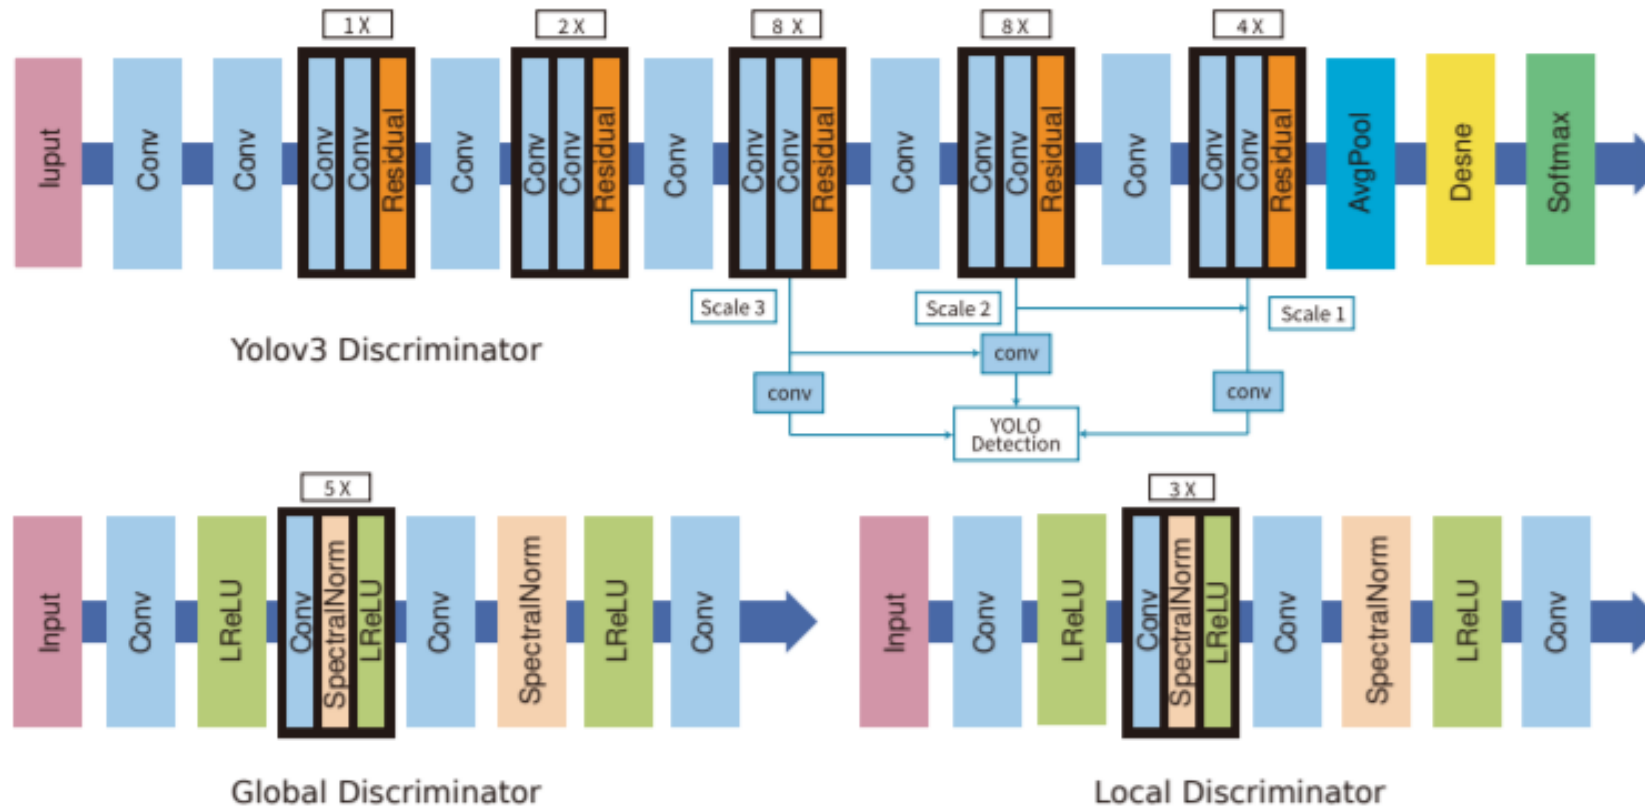 1 X
2 X
8 X
8 X
4 X
Iuput
Conv
Conv
Conv
Conv
Residual
Conv
Conv
Conv
Residual
Conv
Conv
Conv
Residual
Conv
Conv
Conv
Residual
Conv
Conv
Conv
Residual
AvgPool
Desne
Softmax
Scale 3
Scale 2
Scale 1
Yolov3 Discriminator
conv
conv
conv
YOLO
Detection
5 X
Input
Conv
LReLU
Conv
SpectralNorm
LReLU
Conv
SpectralNorm
LReLU
Conv
Global Discriminator
3 X
Input
Conv
LReLU
Conv
SpectralNorm
LReLU
Conv
SpectralNorm
LReLU
Conv
Local Discriminator